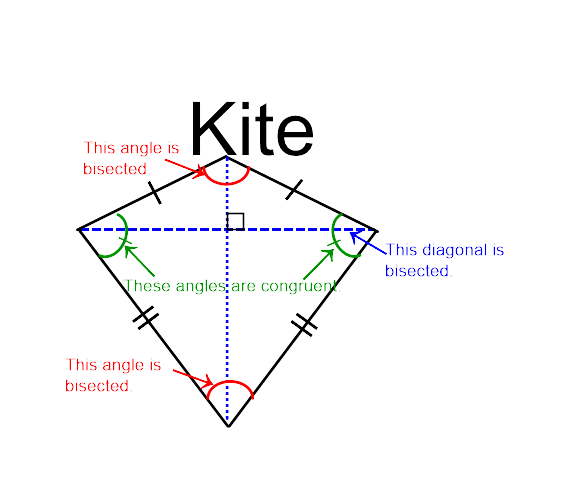 Kite
This angle is
bisected.
This diagonal is
bisected.
These angles are congruent.
This angle is
bisected.